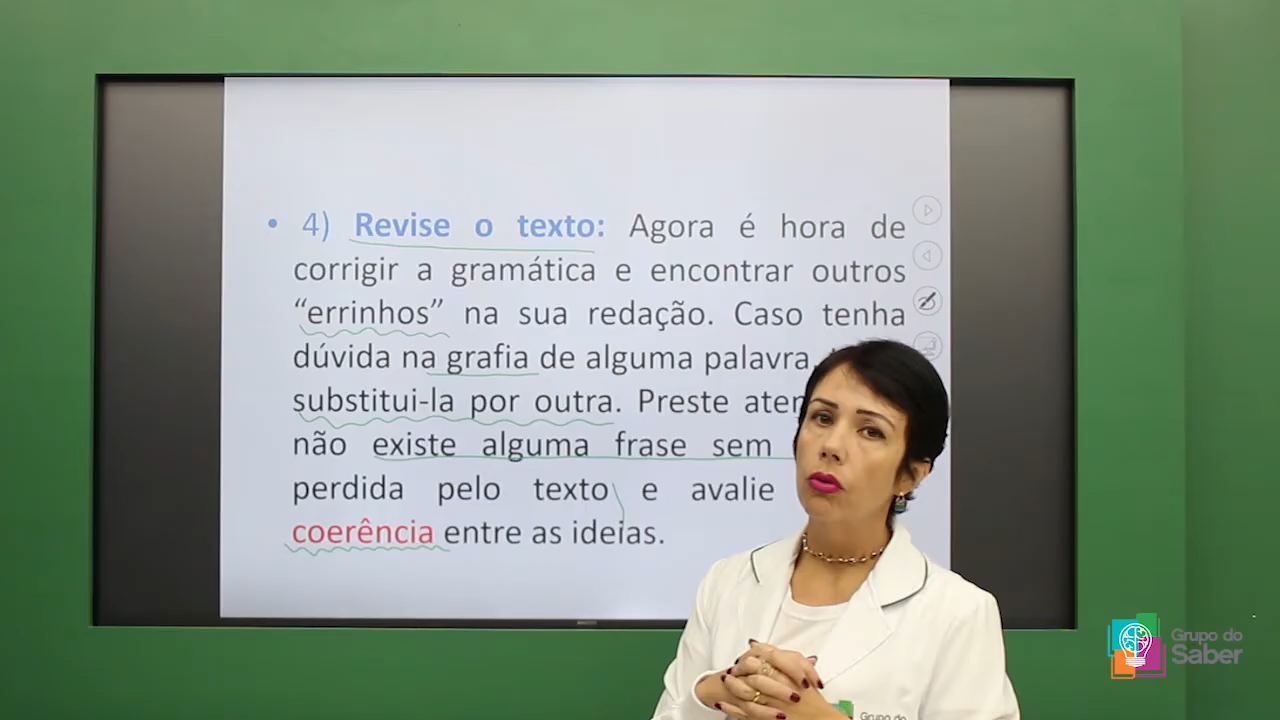 • 4) Revise o texto: Agora é hora de
corrigir a gramática e encontrar outros
“errinhos” na sua redação. Caso tenha
dúvida na grafia de alguma palavra,
substitui-la por outra. Preste
não existe alguma frase sem
perdida pelo texto e avalie
coerência entre as ideias.
Grupo do
Saber
Grupo do